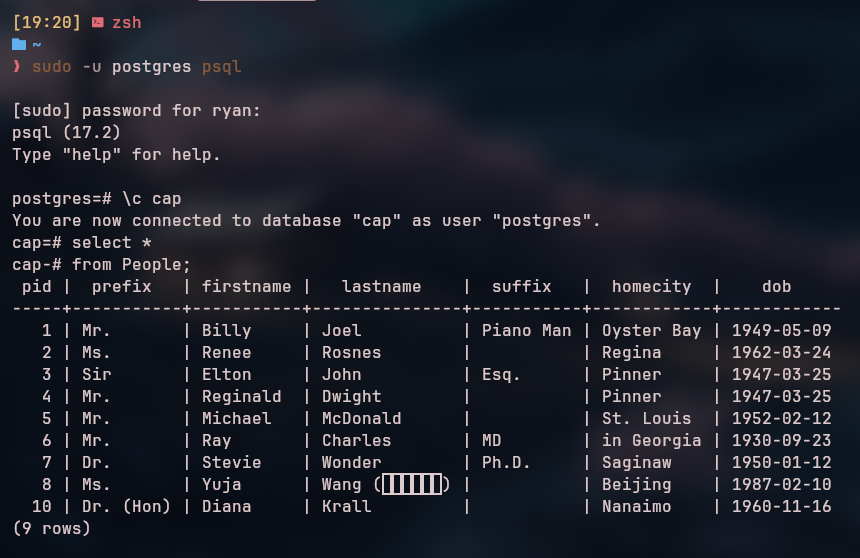 [19:20] zsh
~
❯ sudo -u postgres psql
[sudo] password for ryan:
psql (17.2)
Type "help" for help.
postgres=# \c cap
You are now connected to database "cap" as user "postgres".
cap=# select *
cap-# from People;
 pid |  prefix   | firstname |   lastname    |  suffix   |  homecity  |    dob
-----+-----------+-----------+---------------+-----------+------------+------------
   1 | Mr.       | Billy     | Joel          | Piano Man | Oyster Bay | 1949-05-09
   2 | Ms.       | Renee     | Rosnes        |           | Regina     | 1962-03-24
   3 | Sir       | Elton     | John          | Esq.      | Pinner     | 1947-03-25
   4 | Mr.       | Reginald  | Dwight        |           | Pinner     | 1947-03-25
   5 | Mr.       | Michael   | McDonald      |           | St. Louis  | 1952-02-12
   6 | Mr.       | Ray       | Charles       | MD        | in Georgia | 1930-09-23
   7 | Dr.       | Stevie    | Wonder        | Ph.D.     | Saginaw    | 1950-01-12
   8 | Ms.       | Yuja      | Wang ()       |           | Beijing    | 1987-02-10
  10 | Dr. (Hon) | Diana     | Krall         |           | Nanaimo    | 1960-11-16
(9 rows)